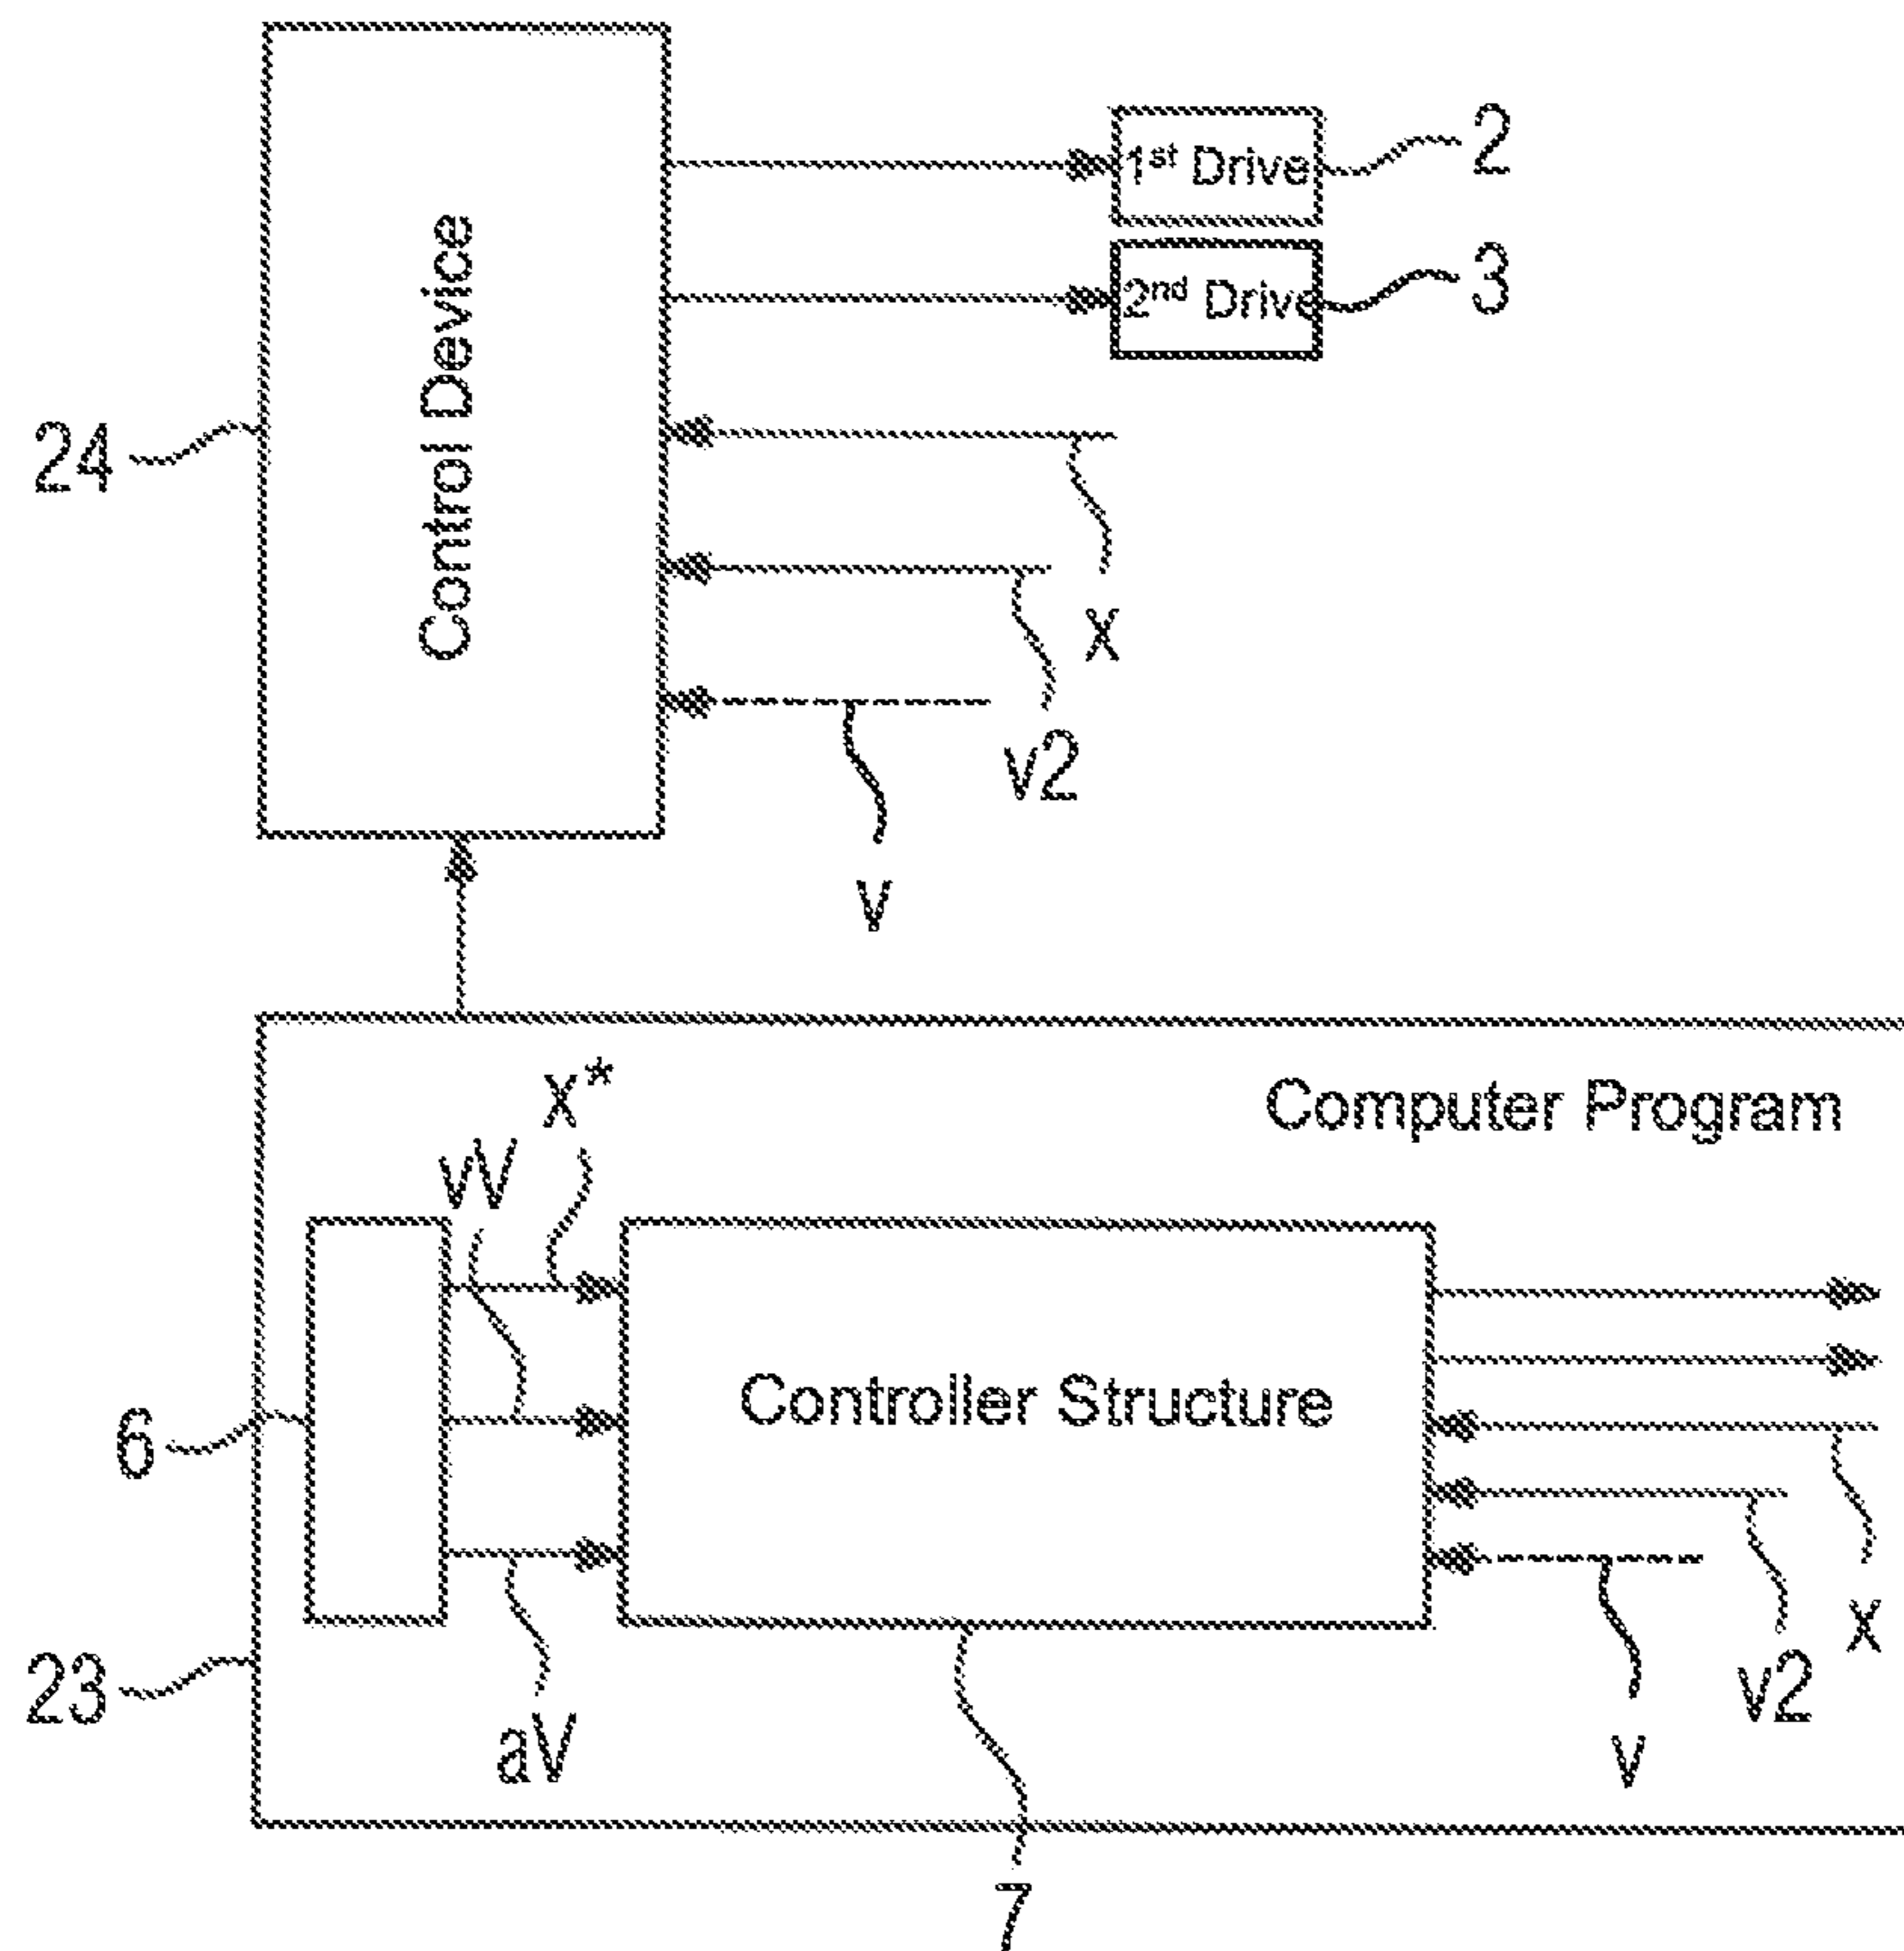 1st Drive
2
2nd Drive
3
24
Control Device
x
v2
v
Computer Program
x*
W
Controller Structure
6
23
aV
x
v2
v
7